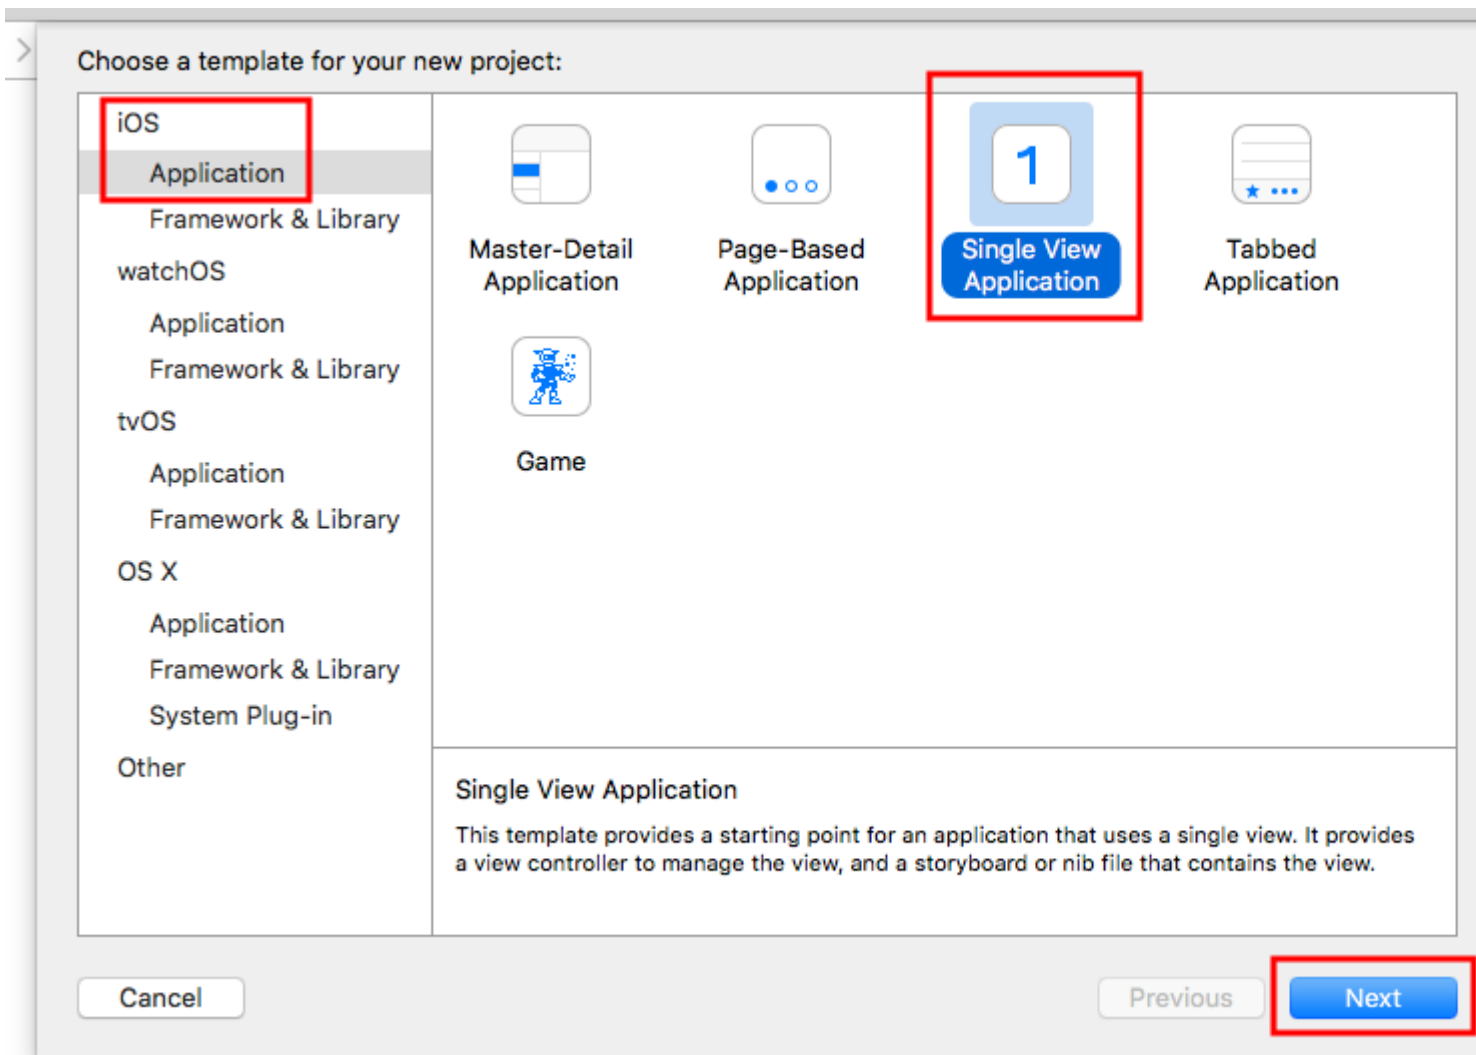 Choose a template for your new project:
iOS
Application
Framework & Library
watchOS
Application
Framework & Library
tvOS
Application
Framework & Library
OS X
Application
Framework & Library
System Plug-in
Other
Master-Detail
Application
Page-Based
Application
1
Single View
Application
Tabbed
Application
Game
Single View Application
This template provides a starting point for an application that uses a single view. It provides
a view controller to manage the view, and a storyboard or nib file that contains the view.
Cancel
Previous
Next